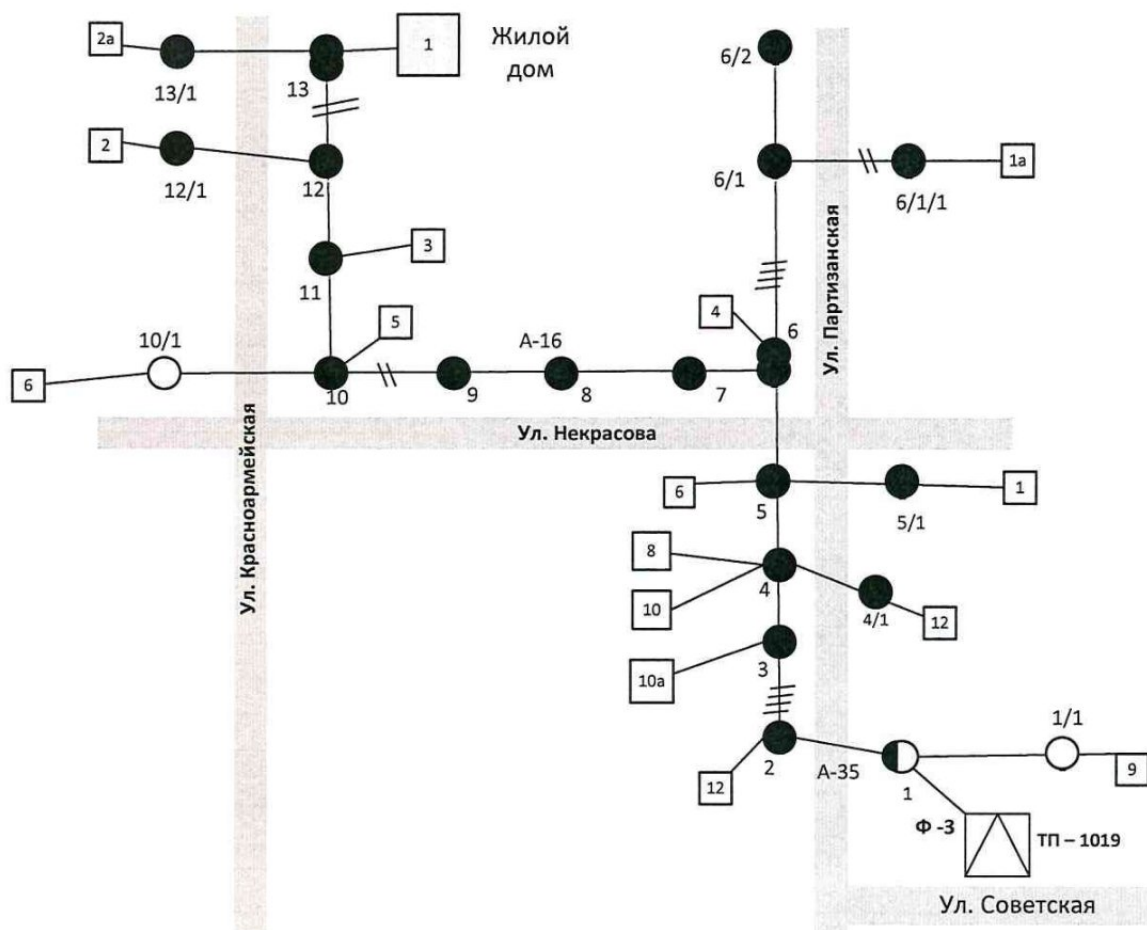 2а
13/1
13
1
Жилой
дом
6/2
2
12/1
12
6/1
6/1/1
1а
11
3
Ул. Партизанская
10/1
5
А-16
4
6
6
10
9
8
7
Ул. Красноармейская
Ул. Некрасова
6
5
5/1
1
8
4
10
4/1
12
10а
3
12
2
А-35
1
1/1
9
Ф -3
ТП – 1019
Ул. Советская